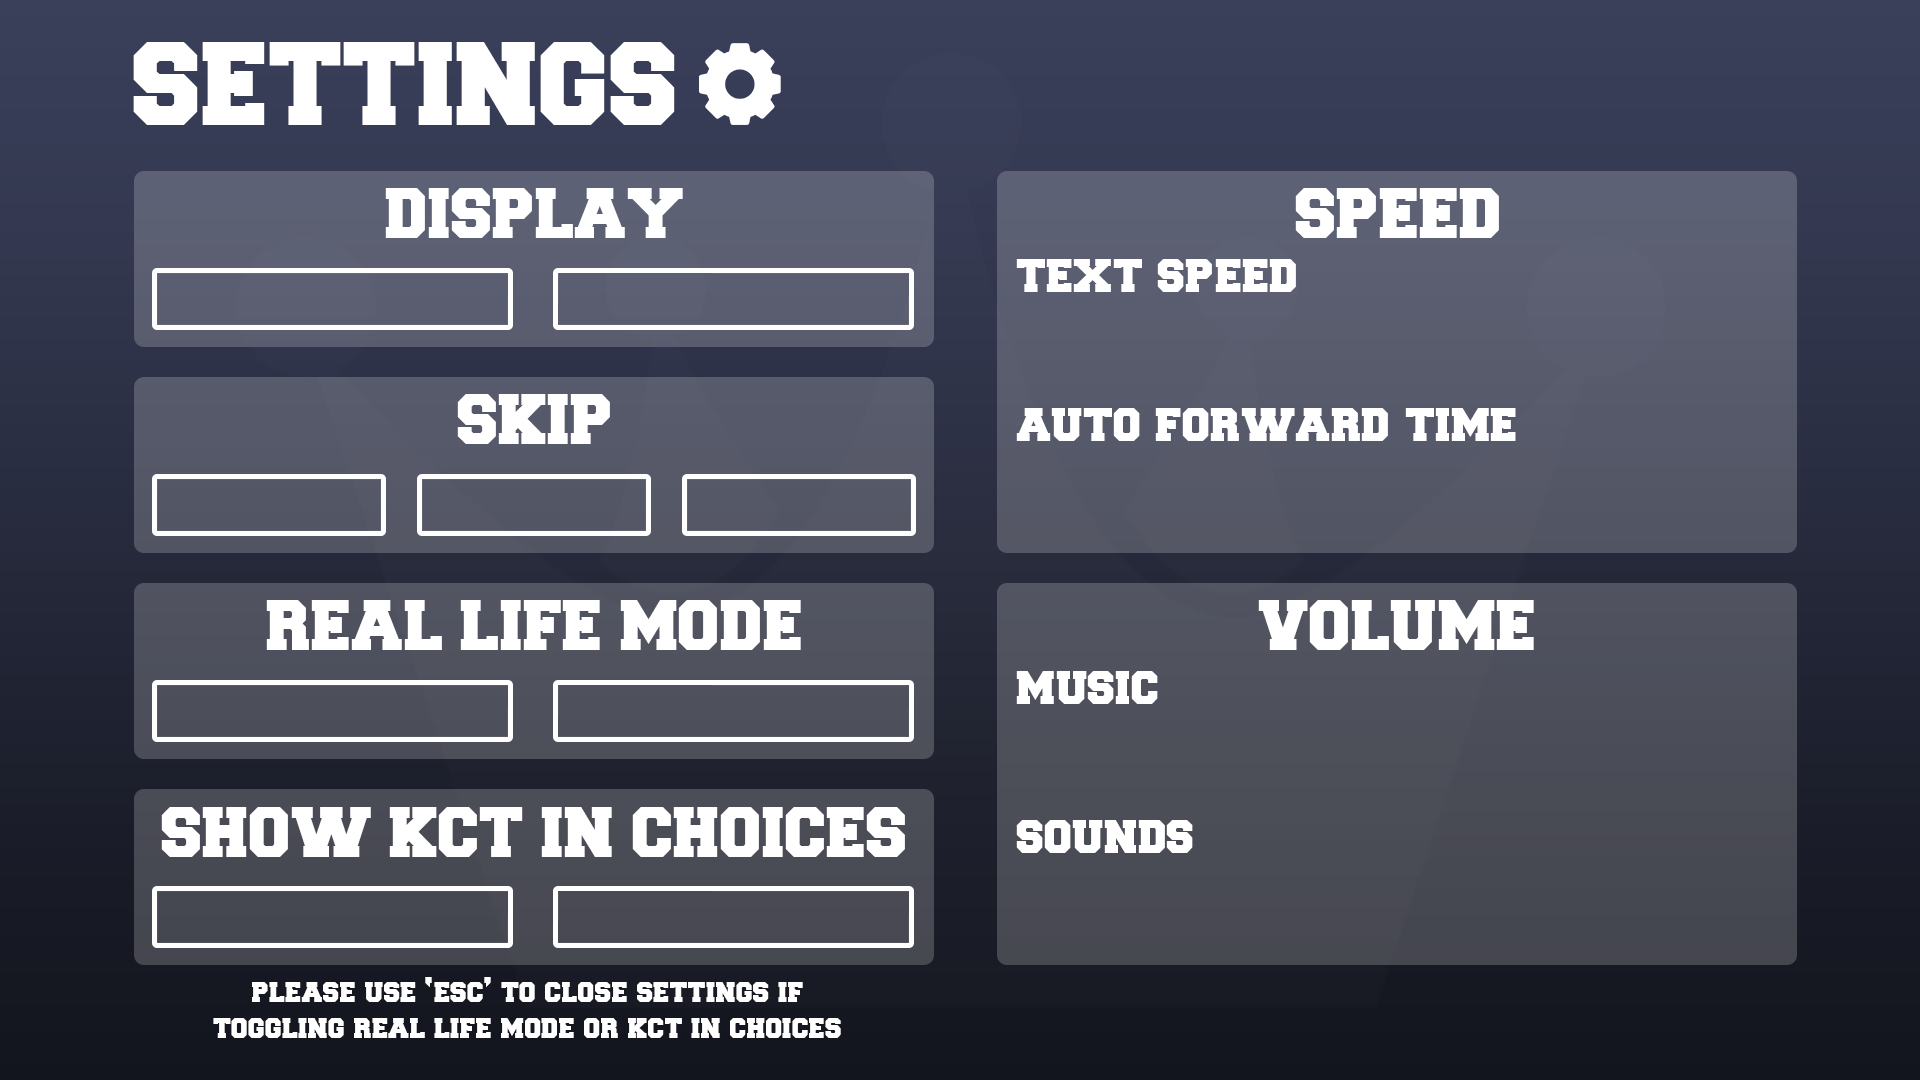 SETTINGS
DISPLAY
SKIP
REAL LIFE MODE
SHOW KCT IN CHOICES
PLEASE USE 'ESC' TO CLOSE SETTINGS IF
TOGGLING REAL LIFE MODE OR KCT IN CHOICES
SPEED
TEXT SPEED
AUTO FORWARD TIME
VOLUME
MUSIC
SOUNDS